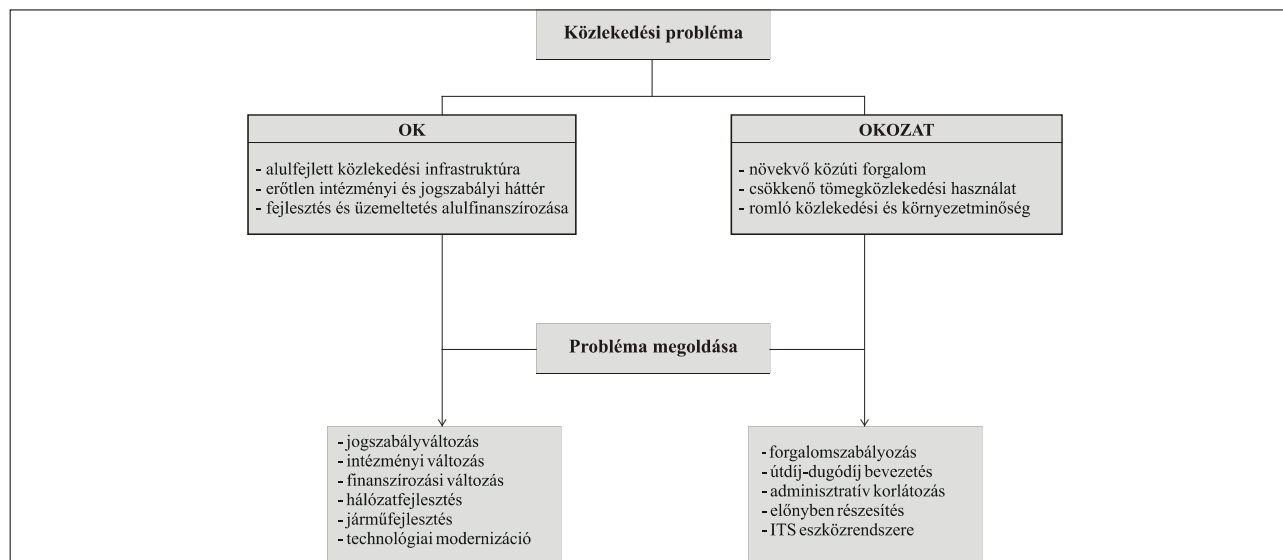 Közlekedési probléma
OK
- alulfejlett közlekedési infrastruktúra
- erőtlen intézményi és jogszabályi háttér
- fejlesztés és üzemeltetés alulfinanszírozása
OKOZAT
- növekvő közúti forgalom
- csökkenő tömegközlekedési használat
- romló közlekedési és környezetminőség
Probléma megoldása
- jogszabályváltozás
- intézményi változás
- finanszírozási változás
- hálózatfejlesztés
- járműfejlesztés
- technológiai modernizáció
- forgalomszabályozás
- útdíj-dugódíj bevezetés
- adminisztratív korlátozás
- előnyben részesítés
- ITS eszközrendszere